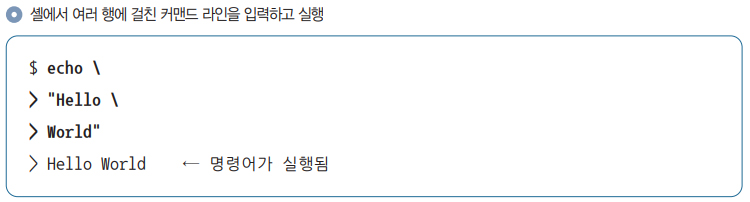 셸에서 여러 행에 걸친 커맨드 라인을 입력하고 실행
$ echo \
> "Hello \
> World"
> Hello World ← 명령어가 실행됨